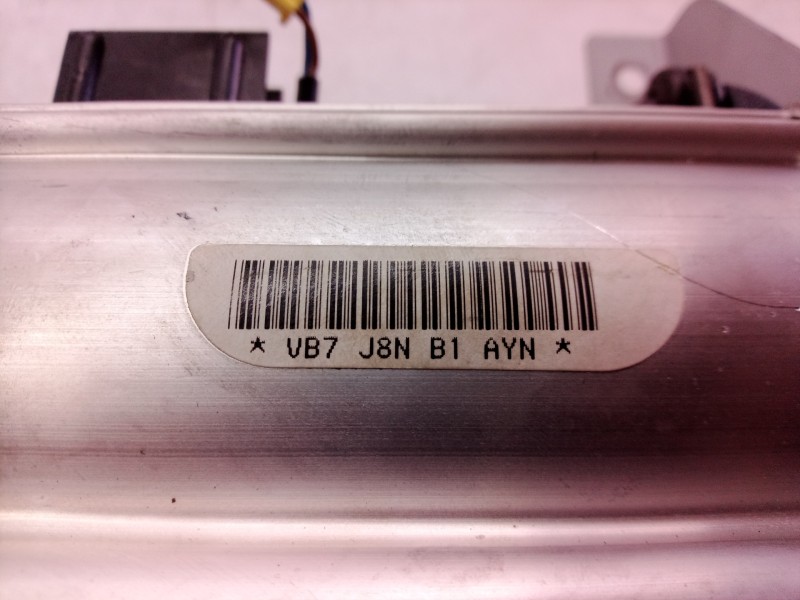 * VB7 J8N B1 AYN *